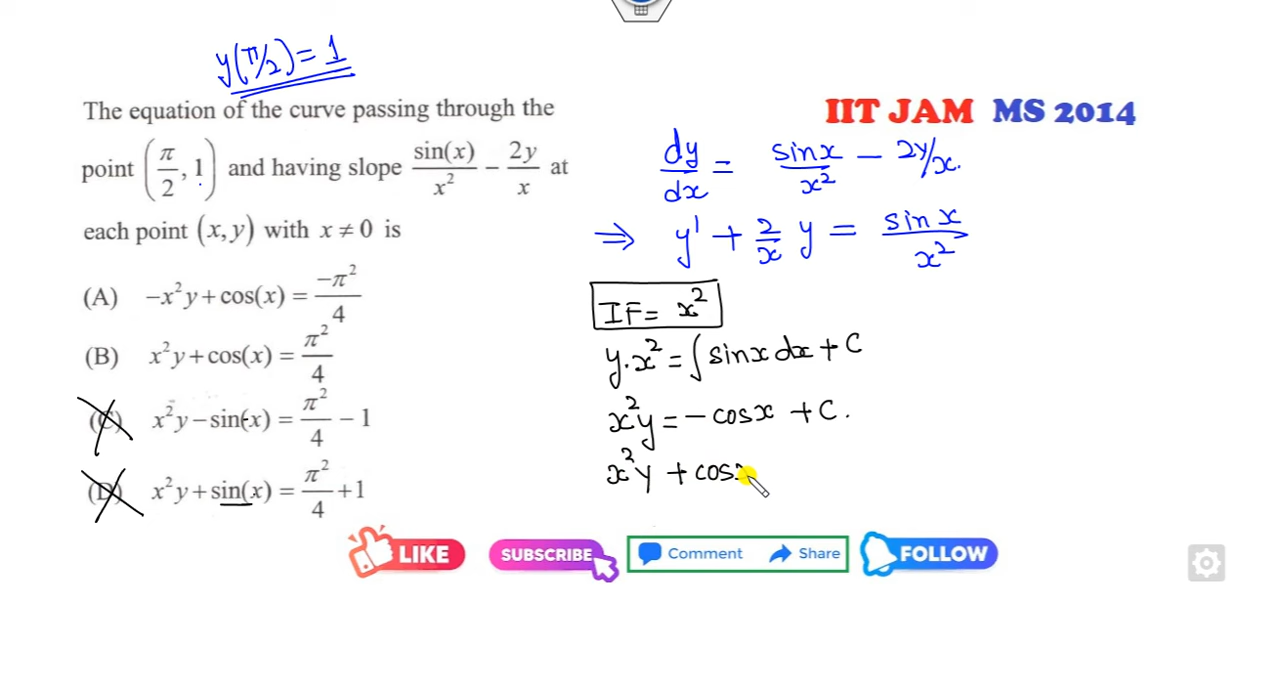 y(π/2) = 1
The equation of the curve passing through the
point (π/2, 1) and having slope sin(x)/x² − 2y/x at
each point (x, y) with x ≠ 0 is
(A) −x²y + cos(x) = −π²/4
(B) x²y + cos(x) = π²/4
(C) x²y − sin(x) = π²/4 − 1
(D) x²y + sin(x) = π²/4 + 1
IIT JAM MS 2014
dy/dx = sinx/x² − 2y/x.
⇒ y' + 2/x y = sin x/x²
IF = x²
y·x² = ∫ sinx dx + C
x²y = − cosx + C.
x²y + cosx
LIKE
SUBSCRIBE
Comment
Share
FOLLOW